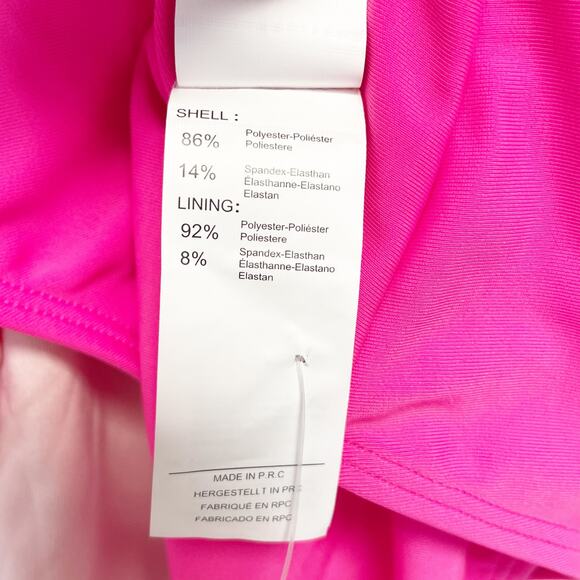 SHELL :
86% Polyester-Poliéster
Poliestere
14% Spandex-Elasthan
Élasthanne-Elastano
Elastan
LINING:
92% Polyester-Poliéster
Poliestere
8% Spandex-Elasthan
Élasthanne-Elastano
Elastan
MADE IN P.R.C
HERGESTELLT IN PRC
FABRIQUÉ EN RPC
FABRICADO EN RPC